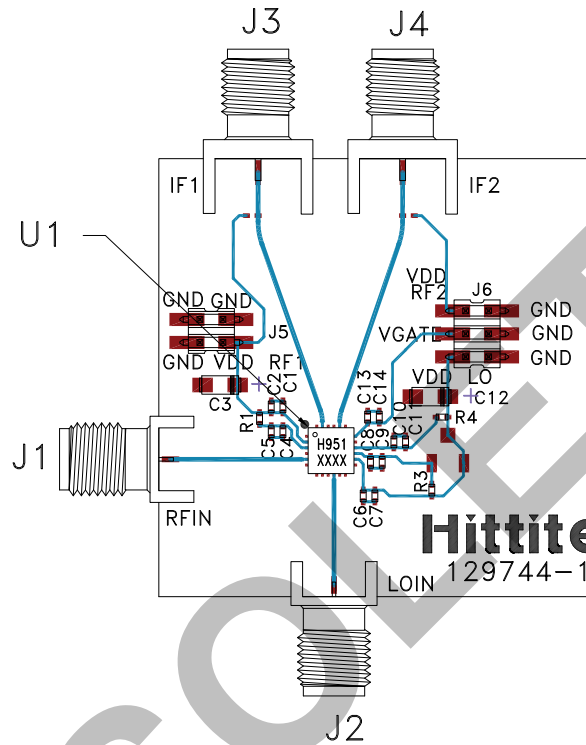 J3 J4
IF1 IF2
U1
VDD
RF2 J6
GND GND GND
VGATE GND
J5
GND VDD RF1 GND
VDD LO
C3 C2 C1 C13 C14 C12
R1 C10 C11 R4
C5 C4 H951 C8 C9
XXXX
J1
R3
RFIN C6 C7
Hittite
129744-1
LOIN
J2